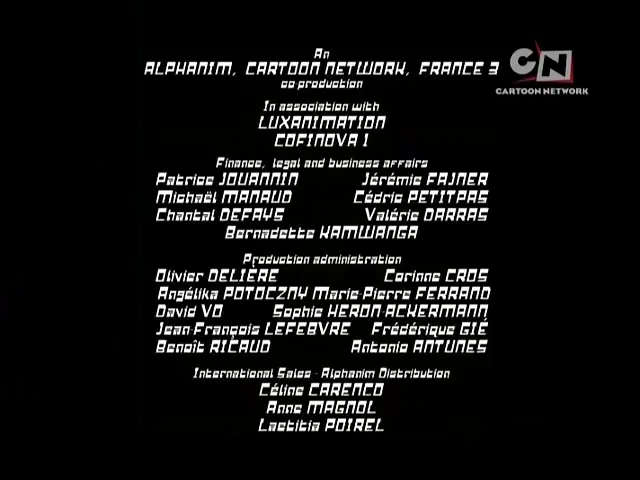 An
ALPHANIM, CARTOON NETWORK, FRANCE 3
co-production
CN
CARTOON NETWORK
In association with
LUXANIMATION
COFINOVA 1
Finance, legal and business affairs
Patrice JOUANNIN Jérémie FAJNER
Michaël MANAUD Cédric PETITPAS
Chantal DEFAYS Valérie DARRAS
Bernadette KAMWANGA
Production administration
Olivier DELIÈRE Corinne CROS
Angélika POTOCZNY Marie-Pierre FERRAND
David VO Sophie HERON-ACKERMANN
Jean-François LEFEBVRE Frédérique GIÉ
Benoît RICAUD Antonio ANTUNES
International Sales - Alphanim Distribution
Céline CARENCO
Anne MAGNOL
Laetitia POIREL